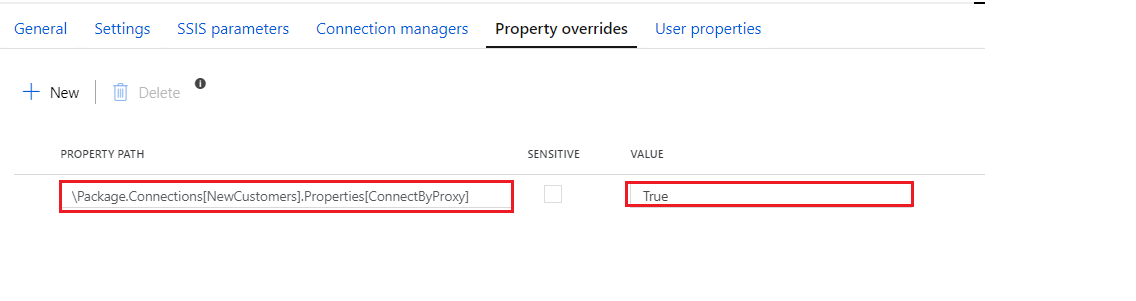 General Settings SSIS parameters Connection managers Property overrides User properties
New Delete
PROPERTY PATH SENSITIVE VALUE
\Package.Connections[NewCustomers].Properties[ConnectByProxy] True